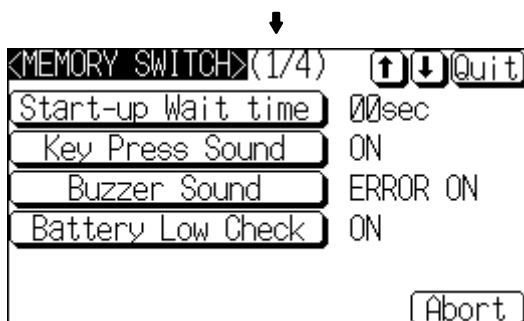 <MEMORY SWITCH>(1/4) ↑ ↓ Quit
Start-up Wait time 00sec
Key Press Sound ON
Buzzer Sound ERROR ON
Battery Low Check ON
Abort